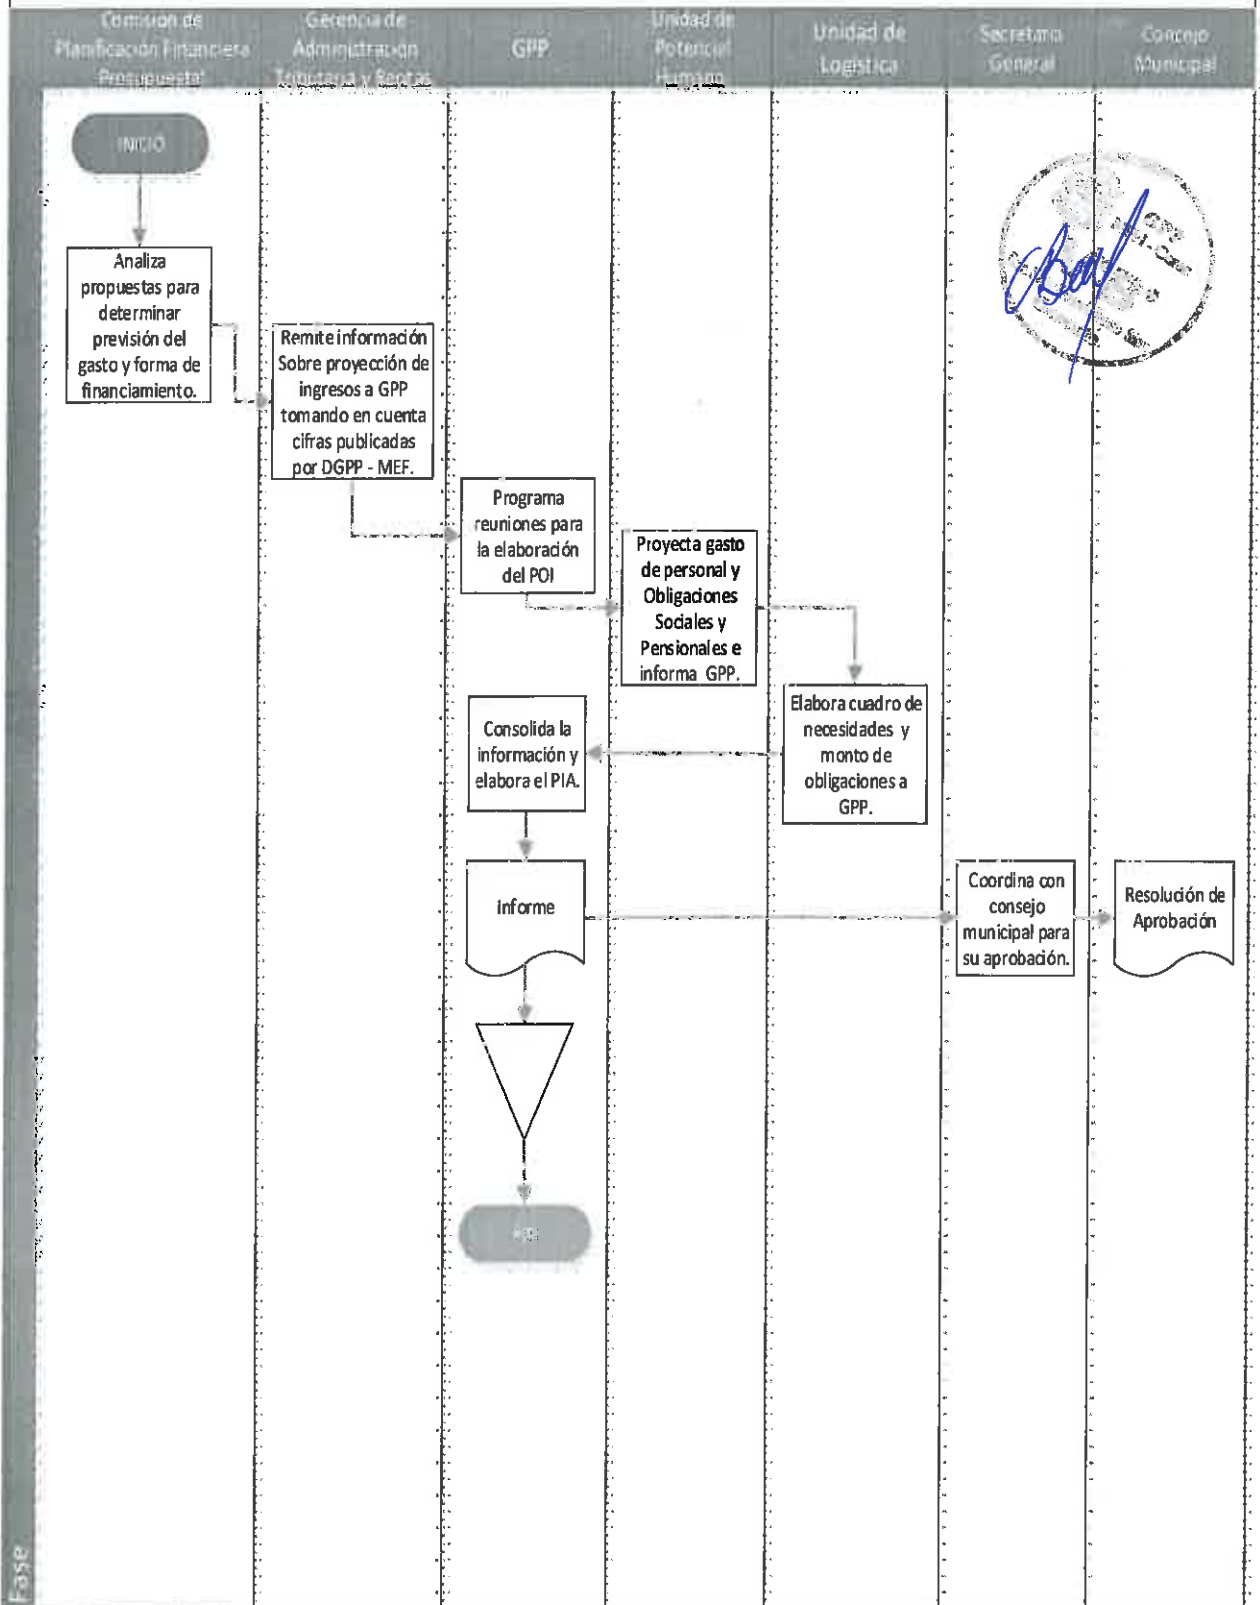 Comisión de
Planificación Financiera
Presupuestal
Gerencia de
Administración
Tributaria y Rentas
GPP
Unidad de
Potencial
Humano
Unidad de
Logística
Secretario
General
Concejo
Municipal
INICIO
Analiza
propuestas para
determinar
previsión del
gasto y forma de
financiamiento.
Remite información
Sobre proyección de
ingresos a GPP
tomando en cuenta
cifras publicadas
por DGPP - MEF.
Programa
reuniones para
la elaboración
del POI
Proyecta gasto
de personal y
Obligaciones
Sociales y
Pensionales e
informa GPP.
Elabora cuadro de
necesidades y
monto de
obligaciones a
GPP.
Consolida la
información y
elabora el PIA.
informe
Coordina con
consejo
municipal para
su aprobación.
Resolución de
Aprobación
Fase